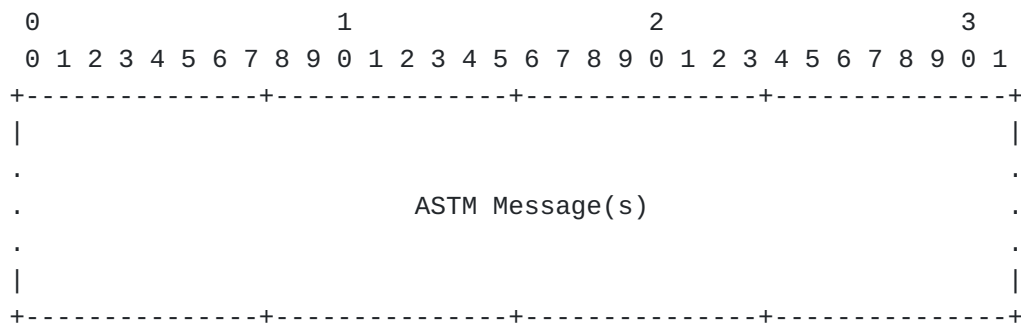 0                   1                   2                   3
0 1 2 3 4 5 6 7 8 9 0 1 2 3 4 5 6 7 8 9 0 1 2 3 4 5 6 7 8 9 0 1
+---------------+---------------+---------------+---------------+
|                                                               |
.                                                               .
.                        ASTM Message(s)                        .
.                                                               .
|                                                               |
+---------------+---------------+---------------+---------------+